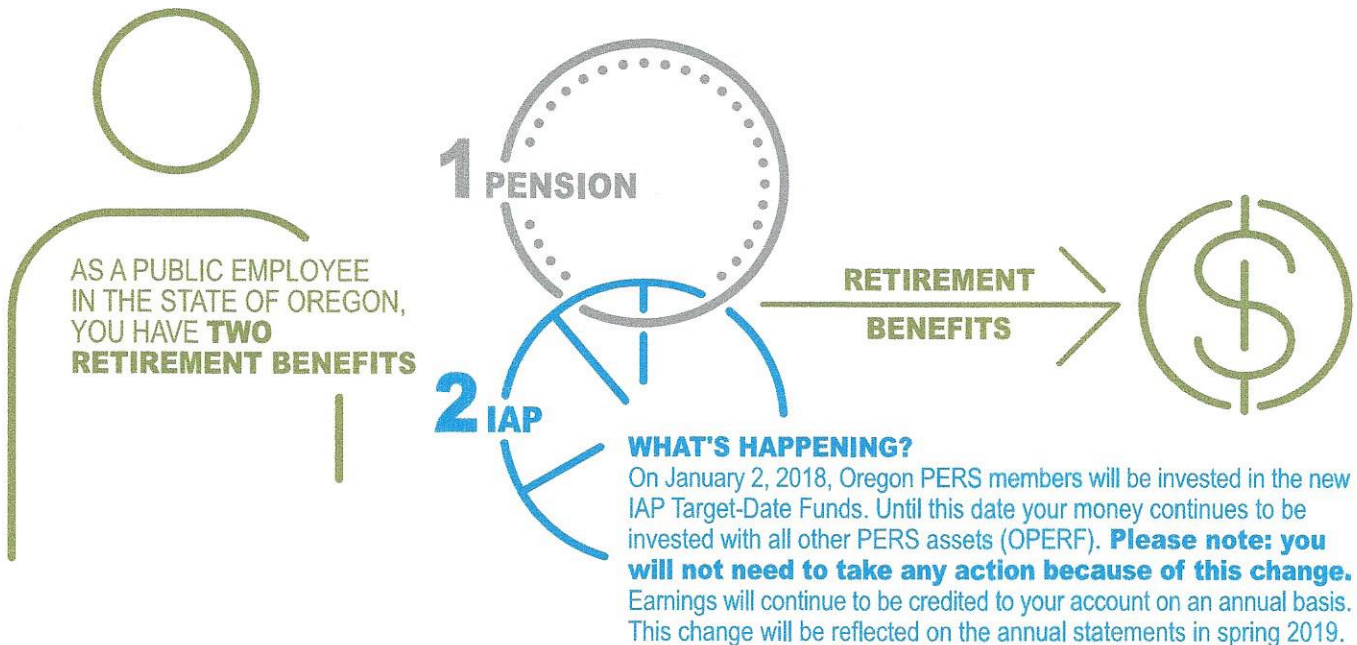 AS A PUBLIC EMPLOYEE
IN THE STATE OF OREGON,
YOU HAVE TWO
RETIREMENT BENEFITS
1 PENSION
2 IAP
RETIREMENT
BENEFITS
$
WHAT'S HAPPENING?
On January 2, 2018, Oregon PERS members will be invested in the new
IAP Target-Date Funds. Until this date your money continues to be
invested with all other PERS assets (OPERF). Please note: you
will not need to take any action because of this change.
Earnings will continue to be credited to your account on an annual basis.
This change will be reflected on the annual statements in spring 2019.